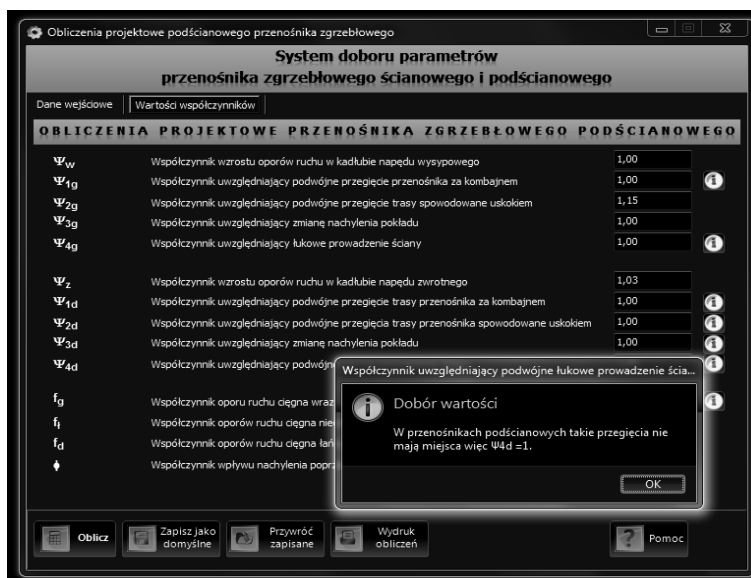 Obliczenia projektowe podścianowego przenośnika zgrzebłowego
System doboru parametrów
przenośnika zgrzebłowego ścianowego i podścianowego
Dane wejściowe Wartości współczynników
OBLICZENIA PROJEKTOWE PRZENOŚNIKA ZGRZEBŁOWEGO PODŚCIANOWEGO
Ψw Współczynnik wzrostu oporów ruchu w kadłubie napędu wysypowego 1,00
Ψ1g Współczynnik uwzględniający podwójne przegięcie przenośnika za kombajnem 1,00
Ψ2g Współczynnik uwzględniający podwójne przegięcie trasy spowodowane uskokiem 1,15
Ψ3g Współczynnik uwzględniający zmianę nachylenia pokładu 1,00
Ψ4g Współczynnik uwzględniający łukowe prowadzenie ściany 1,00
Ψz Współczynnik wzrostu oporów ruchu w kadłubie napędu zwrotnego 1,03
Ψ1d Współczynnik uwzględniający podwójne przegięcie trasy przenośnika za kombajnem 1,00
Ψ2d Współczynnik uwzględniający podwójne przegięcia trasy przenośnika spowodowane uskokiem 1,00
Ψ3d Współczynnik uwzględniający zmianę nachylenia pokładu 1,00
Ψ4d Współczynnik uwzględniający podwójn
fg Współczynnik oporu ruchu cięgna wraz
fł Współczynnik oporów ruchu cięgna nie
fd Współczynnik oporów ruchu cięgna łań
ϕ Współczynnik wpływu nachylenia poprz
Współczynnik uwzględniający podwójne łukowe prowadzenie ścia...
Dobór wartości
W przenośnikach podścianowych takie przegięcia nie
mają miejsca więc Ψ4d =1.
OK
Oblicz
Zapisz jako
domyślne
Przywróć
zapisane
Wydruk
obliczeń
Pomoc